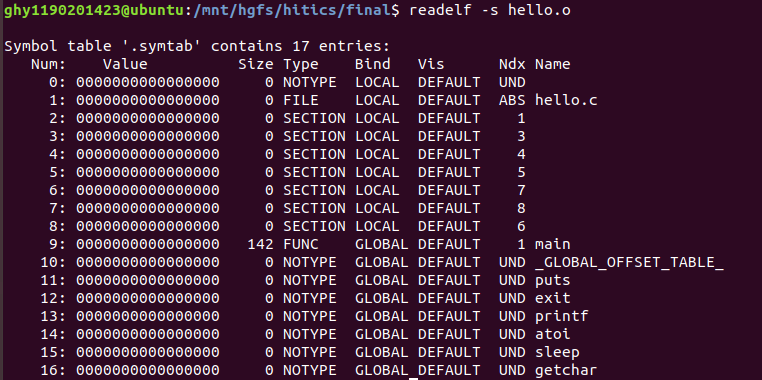 ghy1190201423@ubuntu:/mnt/hgfs/hitics/final$ readelf -s hello.o
Symbol table '.symtab' contains 17 entries:
Num: Value Size Type Bind Vis Ndx Name
0: 0000000000000000 0 NOTYPE LOCAL DEFAULT UND
1: 0000000000000000 0 FILE LOCAL DEFAULT ABS hello.c
2: 0000000000000000 0 SECTION LOCAL DEFAULT 1
3: 0000000000000000 0 SECTION LOCAL DEFAULT 3
4: 0000000000000000 0 SECTION LOCAL DEFAULT 4
5: 0000000000000000 0 SECTION LOCAL DEFAULT 5
6: 0000000000000000 0 SECTION LOCAL DEFAULT 7
7: 0000000000000000 0 SECTION LOCAL DEFAULT 8
8: 0000000000000000 0 SECTION LOCAL DEFAULT 6
9: 0000000000000000 142 FUNC GLOBAL DEFAULT 1 main
10: 0000000000000000 0 NOTYPE GLOBAL DEFAULT UND _GLOBAL_OFFSET_TABLE_
11: 0000000000000000 0 NOTYPE GLOBAL DEFAULT UND puts
12: 0000000000000000 0 NOTYPE GLOBAL DEFAULT UND exit
13: 0000000000000000 0 NOTYPE GLOBAL DEFAULT UND printf
14: 0000000000000000 0 NOTYPE GLOBAL DEFAULT UND atoi
15: 0000000000000000 0 NOTYPE GLOBAL DEFAULT UND sleep
16: 0000000000000000 0 NOTYPE GLOBAL DEFAULT UND getchar